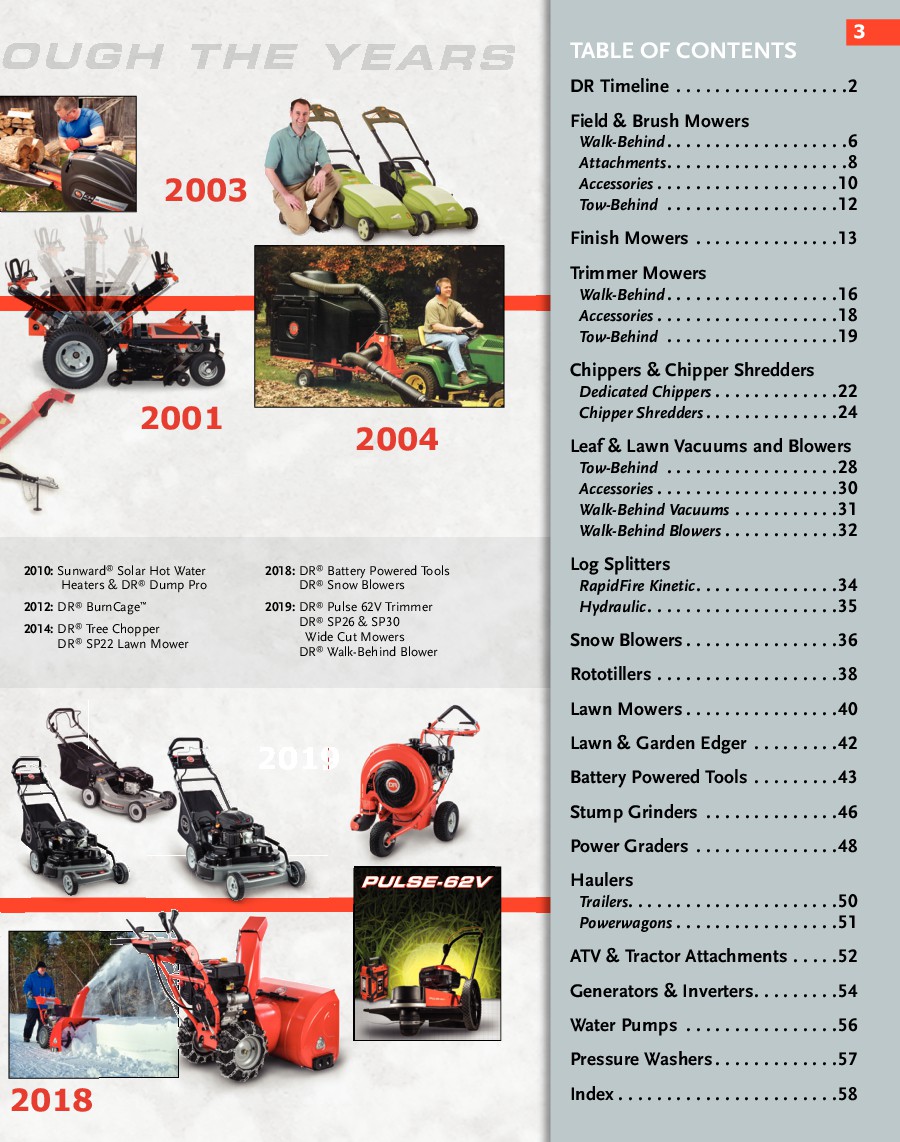 OUGH THE YEARS
2003
2001
2004
2010: Sunward® Solar Hot Water
Heaters & DR® Dump Pro
2012: DR® BurnCage™
2014: DR® Tree Chopper
DR® SP22 Lawn Mower
2018: DR® Battery Powered Tools
DR® Snow Blowers
2019: DR® Pulse 62V Trimmer
DR® SP26 & SP30
Wide Cut Mowers
DR® Walk-Behind Blower
2019
DR
PULSE-62V
2018
3
TABLE OF CONTENTS
DR Timeline . . . . . . . . . . . . . . . . . .2
Field & Brush Mowers
Walk-Behind . . . . . . . . . . . . . . . . . . .6
Attachments. . . . . . . . . . . . . . . . . . .8
Accessories . . . . . . . . . . . . . . . . . . .10
Tow-Behind . . . . . . . . . . . . . . . . . .12
Finish Mowers . . . . . . . . . . . . . . .13
Trimmer Mowers
Walk-Behind . . . . . . . . . . . . . . . . . .16
Accessories . . . . . . . . . . . . . . . . . . .18
Tow-Behind . . . . . . . . . . . . . . . . . .19
Chippers & Chipper Shredders
Dedicated Chippers . . . . . . . . . . . . .22
Chipper Shredders . . . . . . . . . . . . . .24
Leaf & Lawn Vacuums and Blowers
Tow-Behind . . . . . . . . . . . . . . . . . .28
Accessories . . . . . . . . . . . . . . . . . . .30
Walk-Behind Vacuums . . . . . . . . . . .31
Walk-Behind Blowers . . . . . . . . . . . .32
Log Splitters
RapidFire Kinetic. . . . . . . . . . . . . . .34
Hydraulic. . . . . . . . . . . . . . . . . . . .35
Snow Blowers . . . . . . . . . . . . . . . .36
Rototillers . . . . . . . . . . . . . . . . . . .38
Lawn Mowers . . . . . . . . . . . . . . . .40
Lawn & Garden Edger . . . . . . . . .42
Battery Powered Tools . . . . . . . . .43
Stump Grinders . . . . . . . . . . . . . .46
Power Graders . . . . . . . . . . . . . . .48
Haulers
Trailers. . . . . . . . . . . . . . . . . . . . . .50
Powerwagons . . . . . . . . . . . . . . . . .51
ATV & Tractor Attachments . . . . .52
Generators & Inverters. . . . . . . . .54
Water Pumps . . . . . . . . . . . . . . . .56
Pressure Washers . . . . . . . . . . . . .57
Index . . . . . . . . . . . . . . . . . . . . . . .58